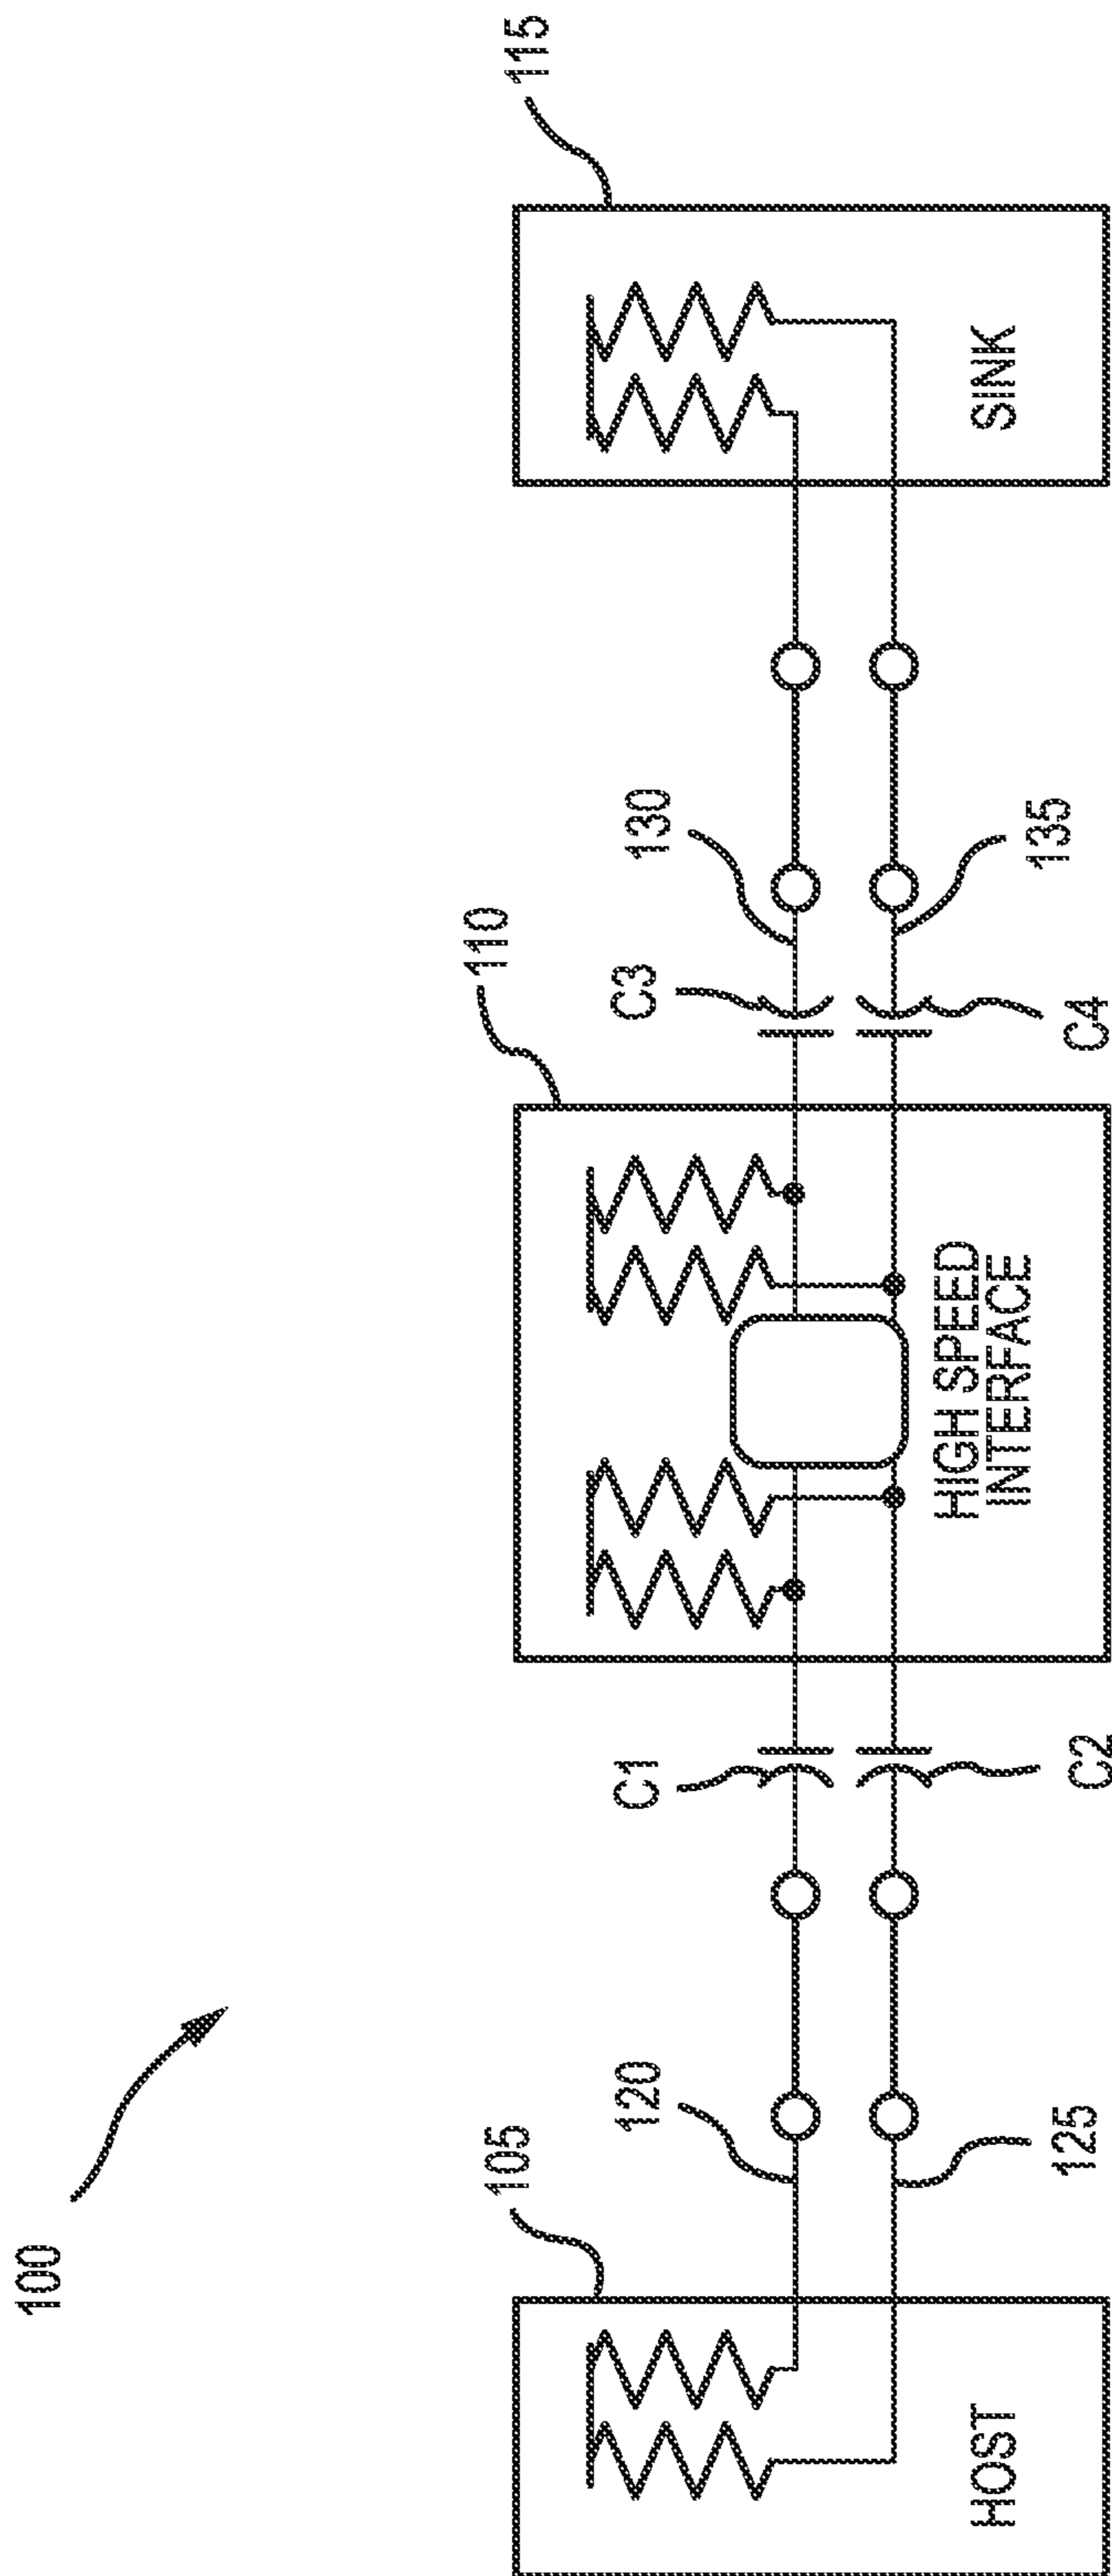 100
105
120
125
HOST
C1
C2
110
HIGH SPEED
INTERFACE
C3
C4
130
135
115
SINK